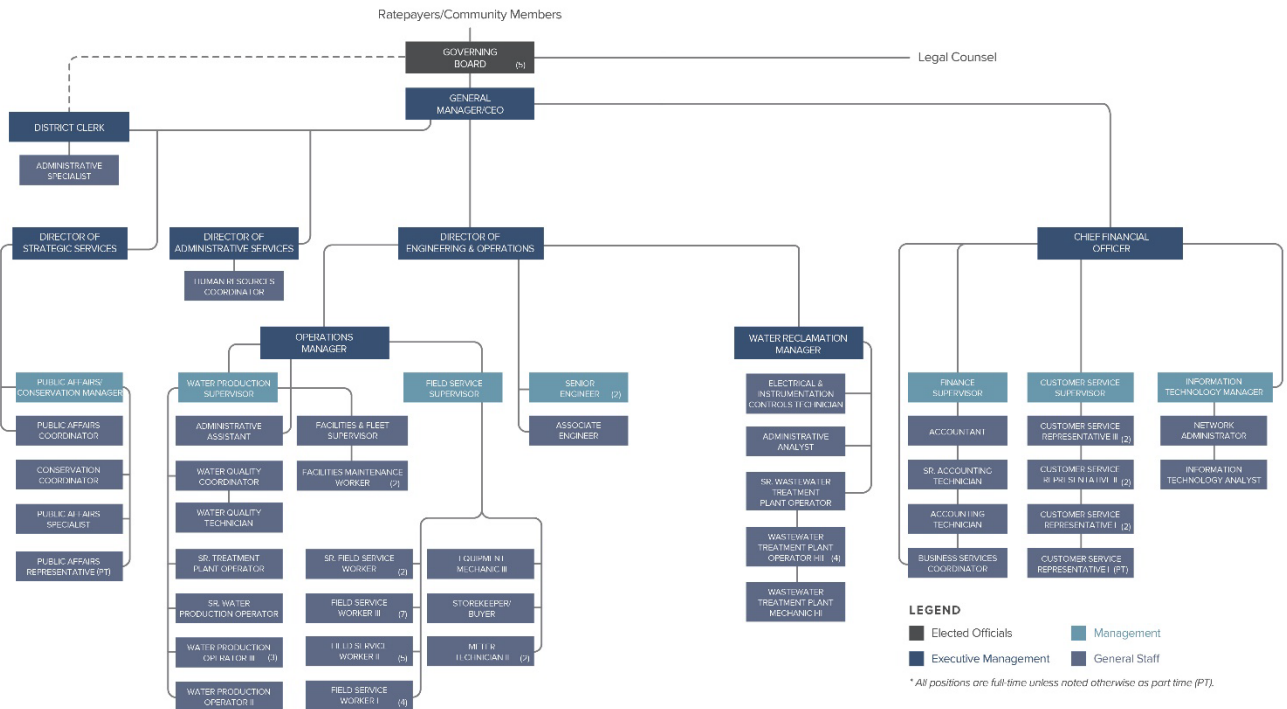 Ratepayers/Community Members
GOVERNING
BOARD (5)
Legal Counsel
GENERAL
MANAGER/CEO
DISTRICT CLERK
ADMINISTRATIVE
SPECIALIST
DIRECTOR OF
STRATEGIC SERVICES
DIRECTOR OF
ADMINISTRATIVE SERVICES
DIRECTOR OF
ENGINEERING & OPERATIONS
CHIEF FINANCIAL
OFFICER
HUMAN RESOURCES
COORDINATOR
OPERATIONS
MANAGER
WATER RECLAMATION
MANAGER
PUBLIC AFFAIRS/
CONSERVATION MANAGER
PUBLIC AFFAIRS
COORDINATOR
CONSERVATION
COORDINATOR
PUBLIC AFFAIRS
SPECIALIST
PUBLIC AFFAIRS
REPRESENTATIVE (PT)
WATER PRODUCTION
SUPERVISOR
ADMINISTRATIVE
ASSISTANT
WATER QUALITY
COORDINATOR
WATER QUALITY
TECHNICIAN
SR. TREATMENT
PLANT OPERATOR
SR. WATER
PRODUCTION OPERATOR
WATER PRODUCTION
OPERATOR III (3)
WATER PRODUCTION
OPERATOR II
FACILITIES & FLEET
SUPERVISOR
FACILITIES MAINTENANCE
WORKER (2)
FIELD SERVICE
SUPERVISOR
SR. FIELD SERVICE
WORKER (2)
FIELD SERVICE
WORKER III (7)
FIELD SERVICE
WORKER II (5)
FIELD SERVICE
WORKER I (4)
EQUIPMENT
MECHANIC III
STOREKEEPER/
BUYER
METER
TECHNICIAN II (2)
SENIOR
ENGINEER (2)
ASSOCIATE
ENGINEER
ELECTRICAL &
INSTRUMENTATION
CONTROLS TECHNICIAN
ADMINISTRATIVE
ANALYST
SR. WASTEWATER
TREATMENT
PLANT OPERATOR
WASTEWATER
TREATMENT PLANT
OPERATOR I-III (4)
WASTEWATER
TREATMENT PLANT
MECHANIC I-II
FINANCE
SUPERVISOR
ACCOUNTANT
SR. ACCOUNTING
TECHNICIAN
ACCOUNTING
TECHNICIAN
BUSINESS SERVICES
COORDINATOR
CUSTOMER SERVICE
SUPERVISOR
CUSTOMER SERVICE
REPRESENTATIVE III (2)
CUSTOMER SERVICE
REPRESENTATIVE II (2)
CUSTOMER SERVICE
REPRESENTATIVE I (2)
CUSTOMER SERVICE
REPRESENTATIVE I (PT)
INFORMATION
TECHNOLOGY MANAGER
NETWORK
ADMINISTRATOR
INFORMATION
TECHNOLOGY ANALYST
LEGEND
Elected Officials
Management
Executive Management
General Staff
* All positions are full-time unless noted otherwise as part time (PT).